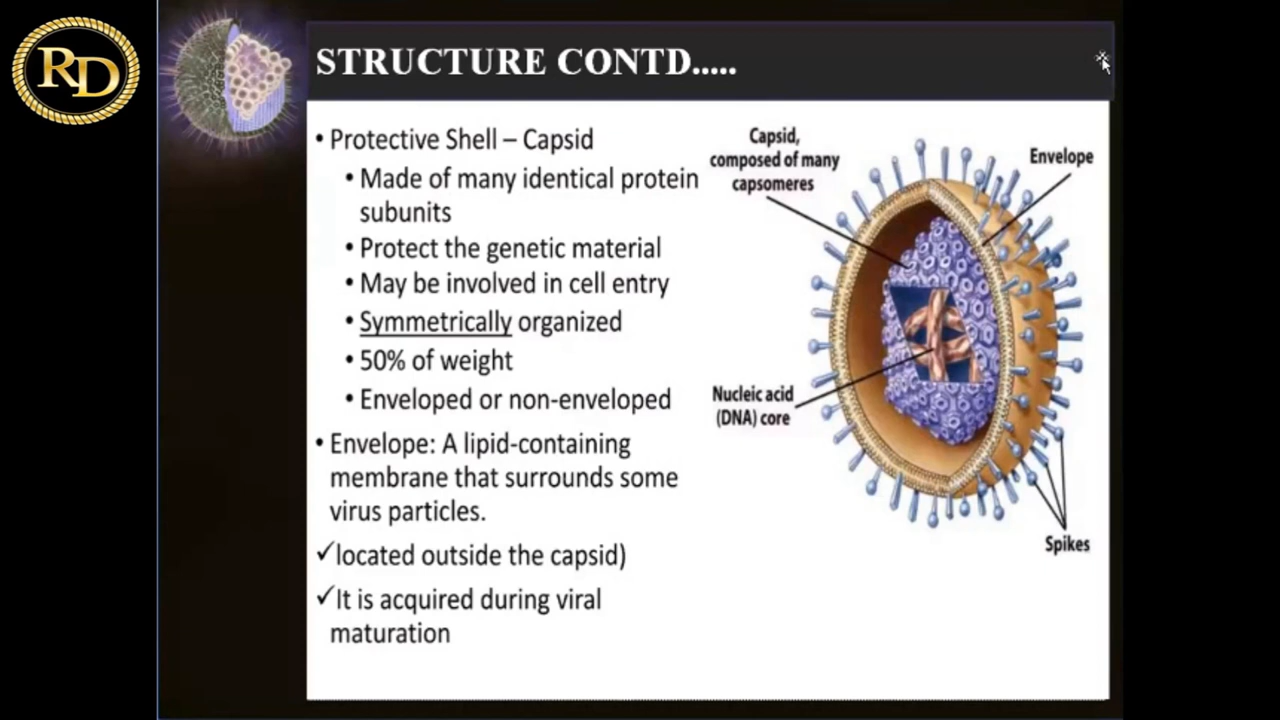 RD
STRUCTURE CONTD.....
• Protective Shell – Capsid
• Made of many identical protein
subunits
• Protect the genetic material
• May be involved in cell entry
• Symmetrically organized
• 50% of weight
• Enveloped or non-enveloped
• Envelope: A lipid-containing
membrane that surrounds some
virus particles.
✓located outside the capsid)
✓It is acquired during viral
maturation
Capsid,
composed of many
capsomeres
Envelope
Nucleic acid
(DNA) core
Spikes